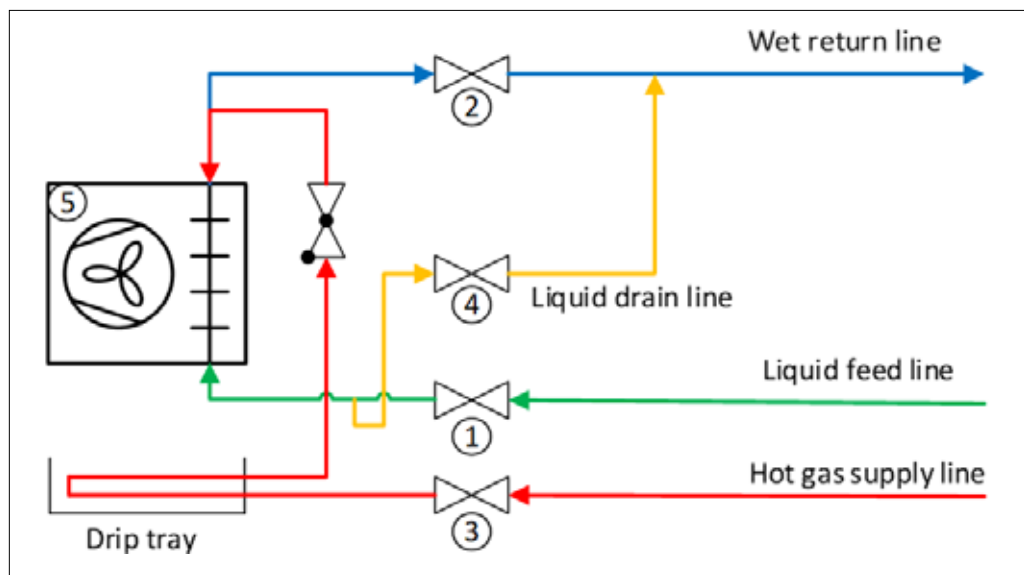 Wet return line
2
5
4
Liquid drain line
Liquid feed line
1
Hot gas supply line
3
Drip tray